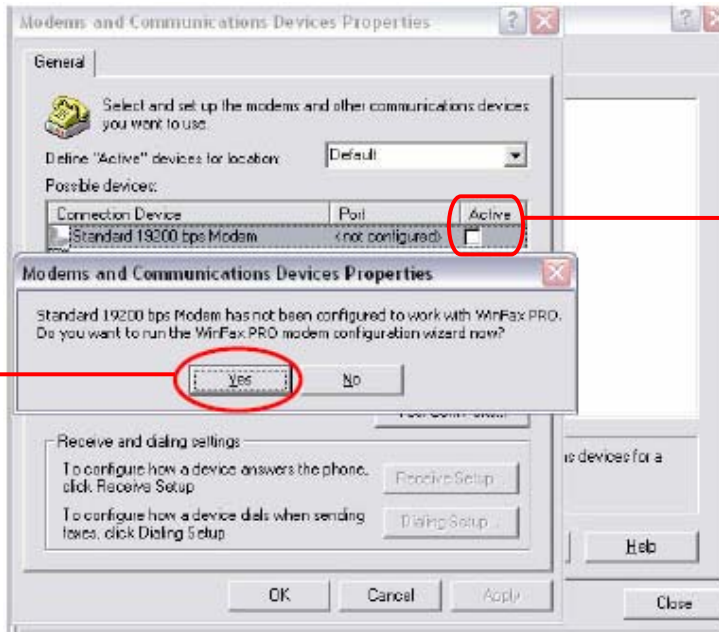 Modems and Communications Devices Properties
General
Select and set up the modems and other communications devices
you want to use.
Define "Active" devices for location:
Default
Possible devices:
Connection Device Port Active
Standard 19200 bps Modem <not configured>
Modems and Communications Devices Properties
Standard 19200 bps Modem has not been configured to work with WinFax PRO.
Do you want to run the WinFax PRO modem configuration wizard now?
Yes No
Receive and dialing settings
To configure how a device answers the phone,
click Receive Setup
Receive Setup...
To configure how a device dials when sending
faxes, click Dialing Setup
Dialing Setup...
OK Cancel Apply
devices for a
Help
Close